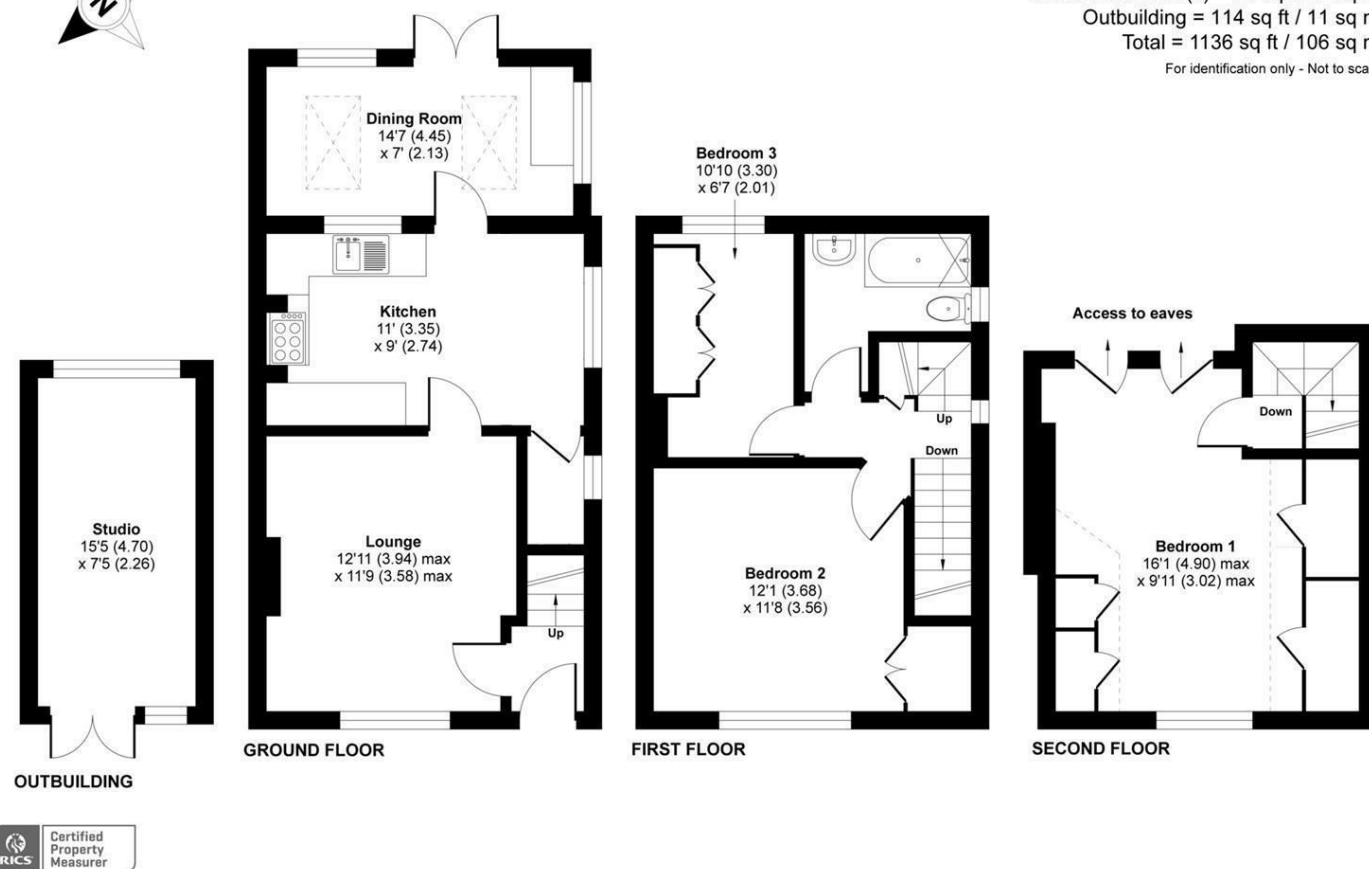 N
Outbuilding = 114 sq ft / 11 sq
Total = 1136 sq ft / 106 sq
For identification only - Not to
Dining Room
14'7 (4.45)
x 7' (2.13)
Bedroom 3
10'10 (3.30)
x 6'7 (2.01)
Kitchen
11' (3.35)
x 9' (2.74)
Access to eaves
Up
Down
Down
Studio
15'5 (4.70)
x 7'5 (2.26)
Lounge
12'11 (3.94) max
x 11'9 (3.58) max
Up
Bedroom 2
12'1 (3.68)
x 11'8 (3.56)
Bedroom 1
16'1 (4.90) max
x 9'11 (3.02) max
GROUND FLOOR
FIRST FLOOR
SECOND FLOOR
OUTBUILDING
RICS
Certified
Property
Measurer